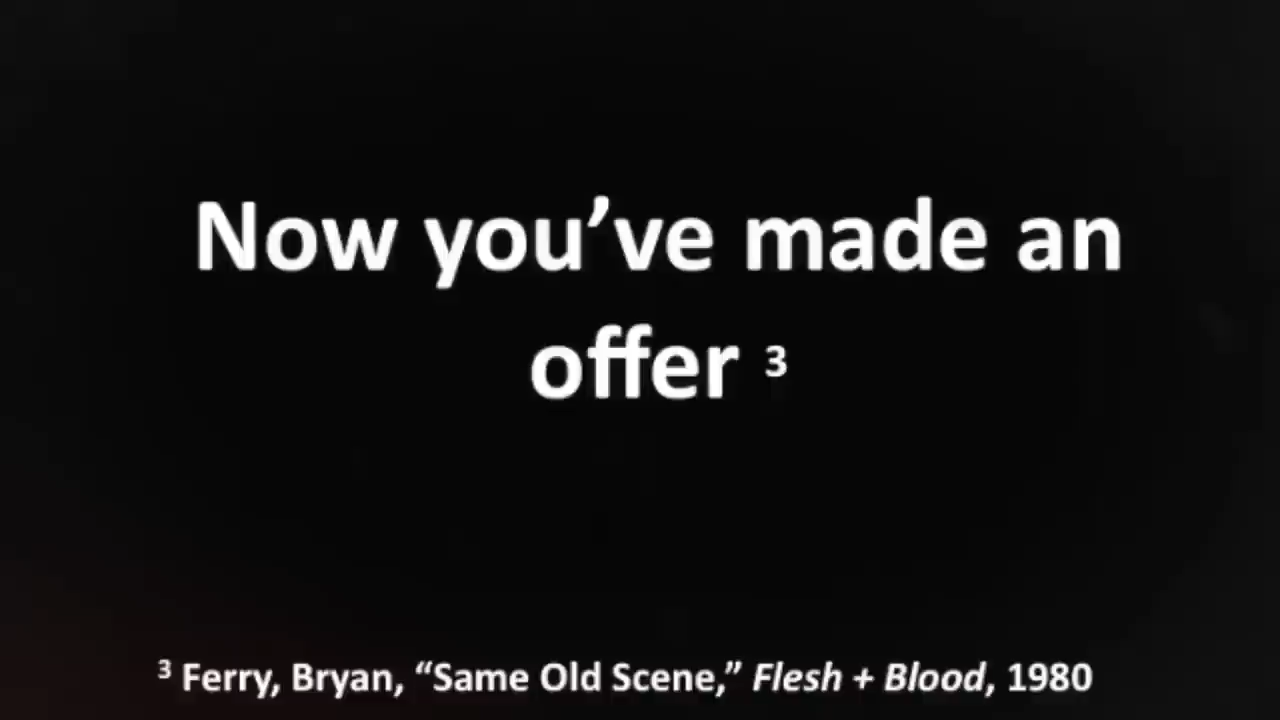 Now you’ve made an
offer ³
³ Ferry, Bryan, “Same Old Scene,” Flesh + Blood, 1980